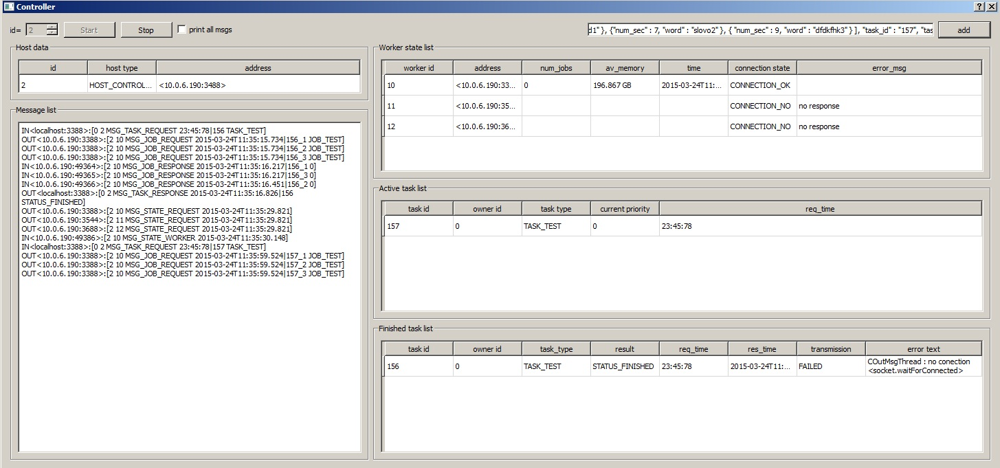 Controller
id= 2 Start Stop print all msgs d1" }, {"num_sec" : 7, "word" : "slovo2" }, { "num_sec" : 9, "word" : "dfdkfhk3" } ], "task_id" : "157", "tas add
Host data
id host type address
2 HOST_CONTROL... <10.0.6.190:3488>
Message list
IN<localhost:3388>:[0 2 MSG_TASK_REQUEST 23:45:78|156 TASK_TEST]
OUT<10.0.6.190:3388>:[2 10 MSG_JOB_REQUEST 2015-03-24T11:35:15.734|156_1 JOB_TEST]
OUT<10.0.6.190:3388>:[2 10 MSG_JOB_REQUEST 2015-03-24T11:35:15.734|156_2 JOB_TEST]
OUT<10.0.6.190:3388>:[2 10 MSG_JOB_REQUEST 2015-03-24T11:35:15.734|156_3 JOB_TEST]
IN<10.0.6.190:49364>:[2 10 MSG_JOB_RESPONSE 2015-03-24T11:35:16.217|156_1 0]
IN<10.0.6.190:49365>:[2 10 MSG_JOB_RESPONSE 2015-03-24T11:35:16.217|156_3 0]
IN<10.0.6.190:49366>:[2 10 MSG_JOB_RESPONSE 2015-03-24T11:35:16.451|156_2 0]
OUT<localhost:3388>:[0 2 MSG_TASK_RESPONSE 2015-03-24T11:35:16.826|156
STATUS_FINISHED]
OUT<10.0.6.190:3388>:[2 10 MSG_STATE_REQUEST 2015-03-24T11:35:29.821]
OUT<10.0.6.190:3544>:[2 11 MSG_STATE_REQUEST 2015-03-24T11:35:29.821]
OUT<10.0.6.190:3688>:[2 12 MSG_STATE_REQUEST 2015-03-24T11:35:29.821]
IN<10.0.6.190:49386>:[2 10 MSG_STATE_WORKER 2015-03-24T11:35:30.148]
IN<localhost:3388>:[0 2 MSG_TASK_REQUEST 23:45:78|157 TASK_TEST]
OUT<10.0.6.190:3388>:[2 10 MSG_JOB_REQUEST 2015-03-24T11:35:59.524|157_1 JOB_TEST]
OUT<10.0.6.190:3388>:[2 10 MSG_JOB_REQUEST 2015-03-24T11:35:59.524|157_2 JOB_TEST]
OUT<10.0.6.190:3388>:[2 10 MSG_JOB_REQUEST 2015-03-24T11:35:59.524|157_3 JOB_TEST]
Worker state list
worker id address num_jobs av_memory time connection state error_msg
10 <10.0.6.190:33... 0 196.867 GB 2015-03-24T11:... CONNECTION_OK
11 <10.0.6.190:35... CONNECTION_NO no response
12 <10.0.6.190:36... CONNECTION_NO no response
Active task list
task id owner id task type current priority req_time
157 0 TASK_TEST 0 23:45:78
Finished task list
task id owner id task_type result req_time res_time transmission error text
156 0 TASK_TEST STATUS_FINISHED 23:45:78 2015-03-24T11:... FAILED COutMsgThread : no conection
<socket.waitForConnected>